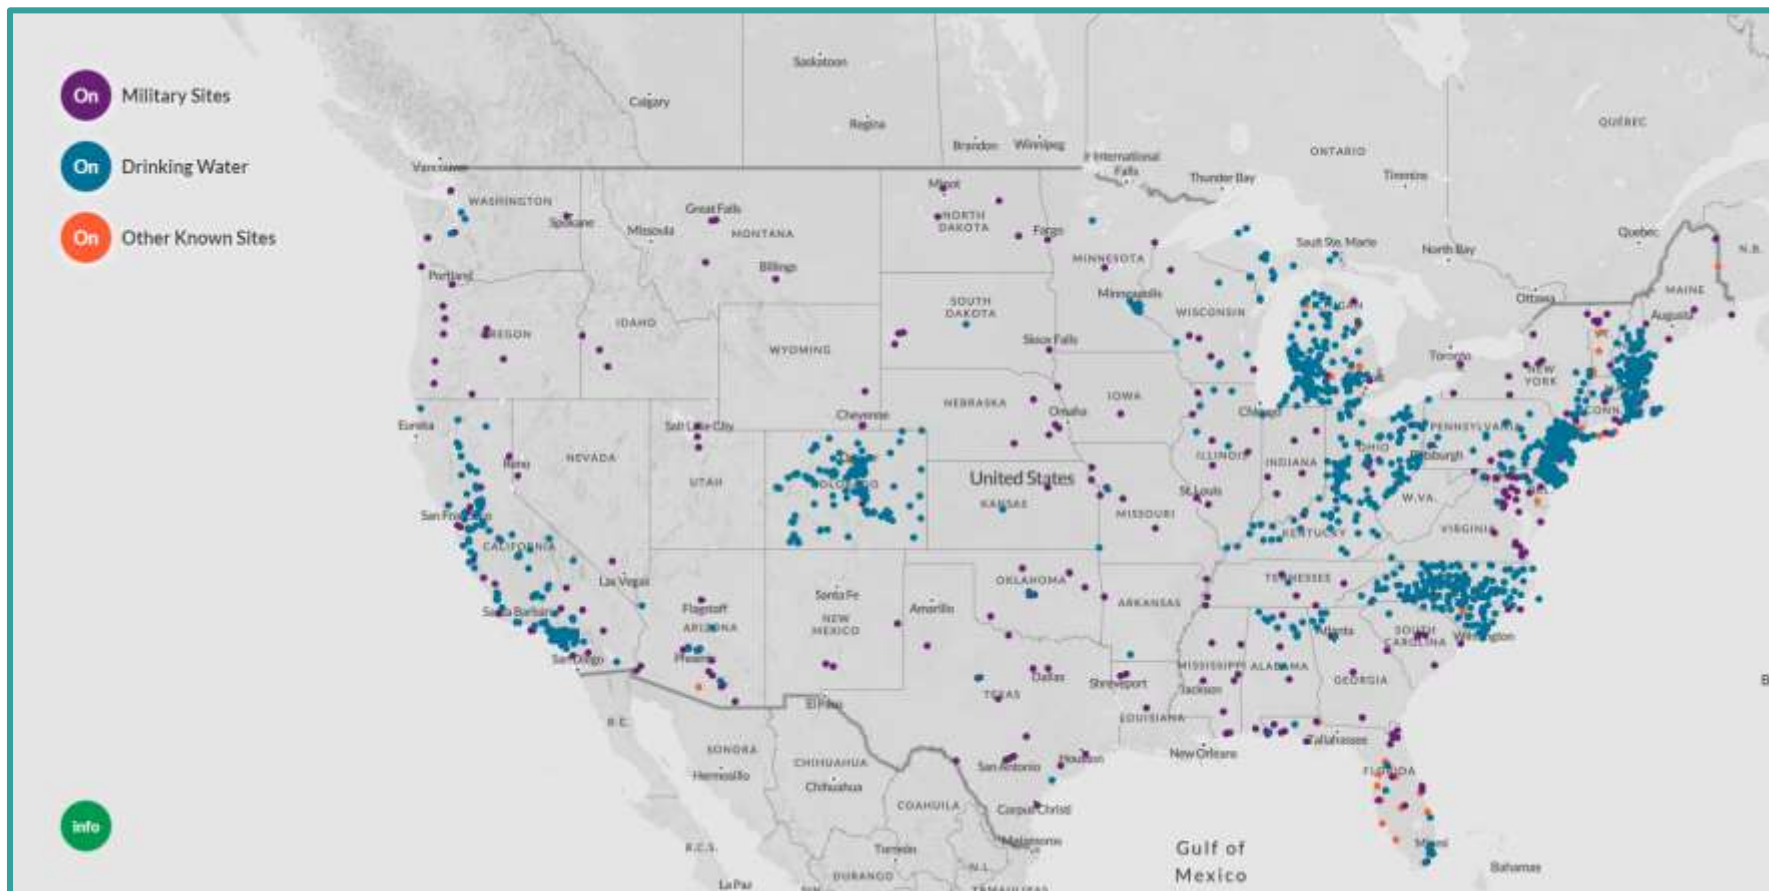 On Military Sites
On Drinking Water
On Other Known Sites
Saskatoon
Calgary
Regina
Brandon
Winnipeg
International
Falls
Thunder Bay
ONTARIO
Timmins
QUÉBEC
Vancouver
WASHINGTON
Spokane
Great Falls
Missoula
MONTANA
Billings
Minot
NORTH
DAKOTA
Fargo
MINNESOTA
Sault Ste. Marie
North Bay
Quebec
N.B.
Portland
Minneapolis
WISCONSIN
Ottawa
MAINE
Augusta
IDAHO
SOUTH
DAKOTA
WYOMING
Sioux Falls
Toronto
NEW
YORK
Eureka
NEBRASKA
Omaha
IOWA
CONN.
Cheyenne
Salt Lake City
PENNSYLVANIA
Reno
NEVADA
UTAH
United States
ILLINOIS
INDIANA
OHIO
Pittsburgh
KANSAS
St. Louis
MISSOURI
W.VA.
VIRGINIA
KENTUCKY
CALIFORNIA
Las Vegas
Santa Fe
Amarillo
OKLAHOMA
ARKANSAS
TENNESSEE
Flagstaff
ARIZONA
NEW
MEXICO
Atlanta
SOUTH
CAROLINA
Wilmington
San Diego
El Paso
TEXAS
Dallas
Shreveport
MISSISSIPPI
ALABAMA
Jackson
GEORGIA
LOUISIANA
B.C.
SONORA
Hermosillo
CHIHUAHUA
Chihuahua
San Antonio
Houston
New Orleans
Tallahassee
FLORIDA
COAHUILA
Corpus Christi
Matamoros
info
B.C.S.
Torreón
DURANGO
N.L.
TAMAULIPAS
La Paz
Gulf of
Mexico
Miami
Bahamas